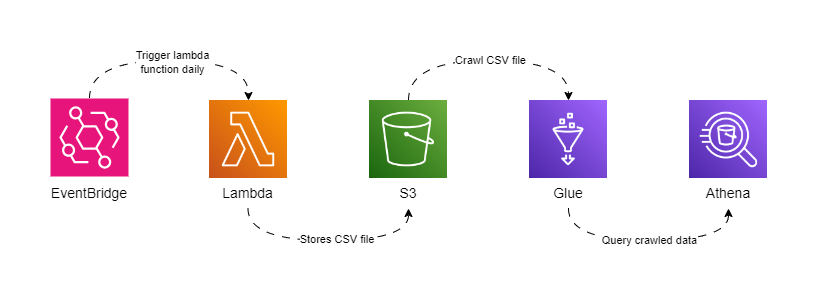 Trigger lambda
function daily
.Crawl CSV file
EventBridge
Lambda
S3
Glue
Athena
-Stores CSV file
Query crawled data